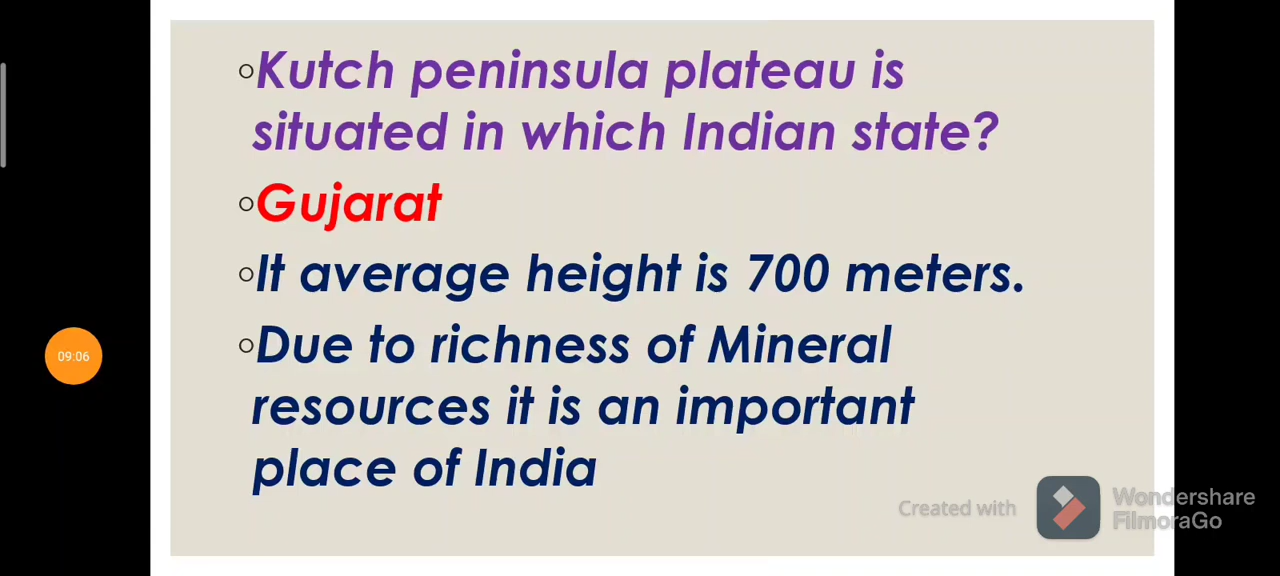 Kutch peninsula plateau is
situated in which Indian state?
Gujarat
It average height is 700 meters.
Due to richness of Mineral
resources it is an important
place of India
09:06
Created with
Wondershare
FilmoraGo